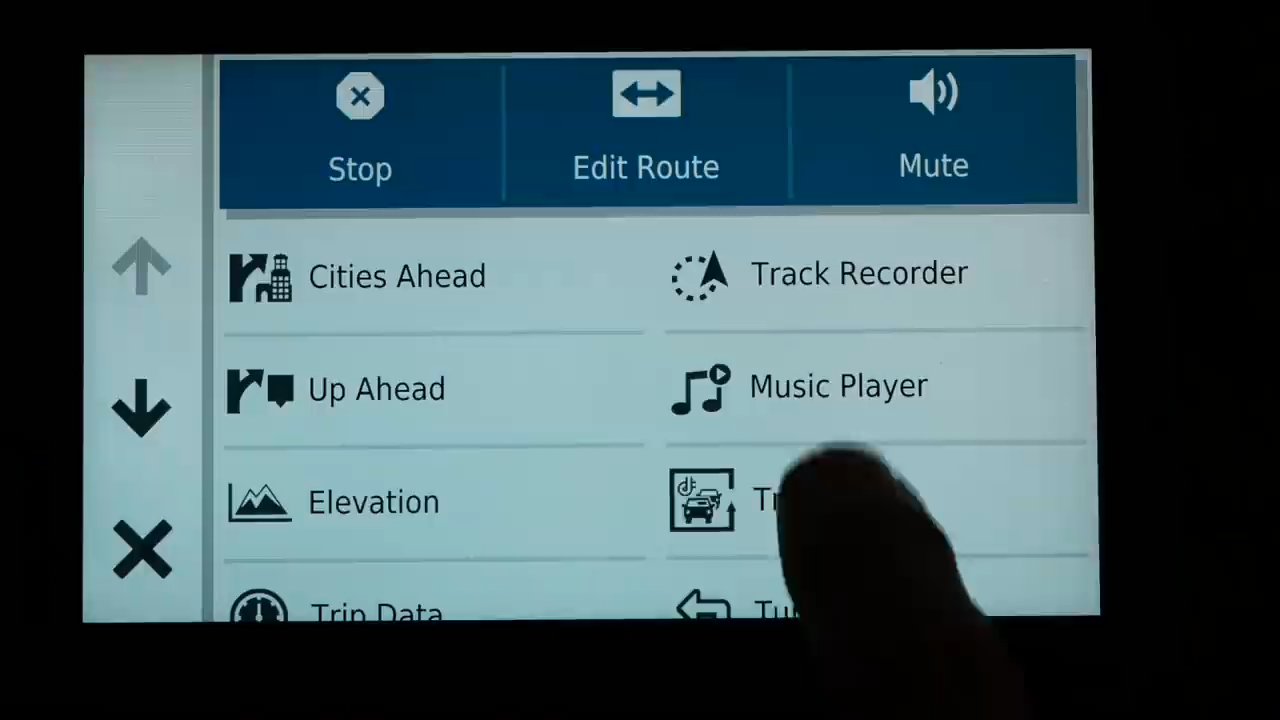 Stop
Edit Route
Mute
Cities Ahead
Track Recorder
Up Ahead
Music Player
Elevation
Trip Data